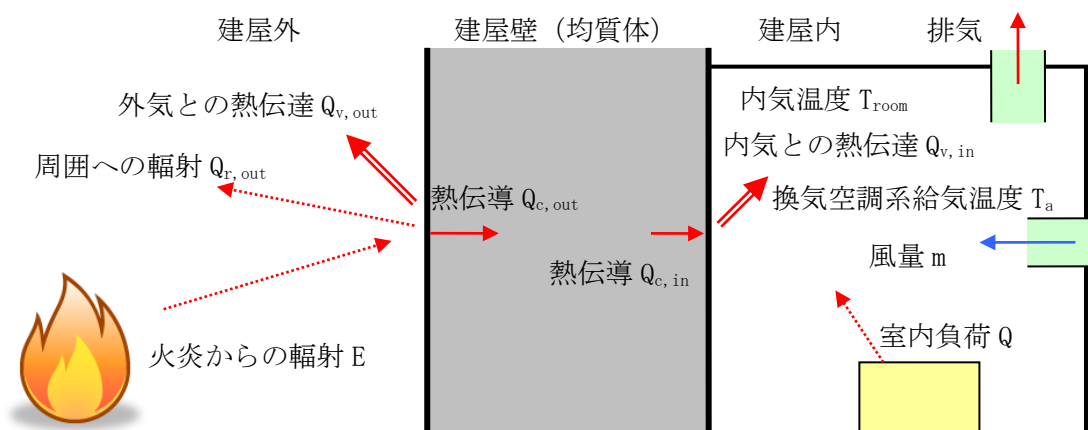 建屋外
建屋壁（均質体）
建屋内
排気
外気との熱伝達 Qv,out
内気温度 Troom
周囲への輻射 Qr,out
内気との熱伝達 Qv,in
熱伝導 Qc,out
換気空調系給気温度 Ta
風量 m
熱伝導 Qc,in
火炎からの輻射 E
室内負荷 Q